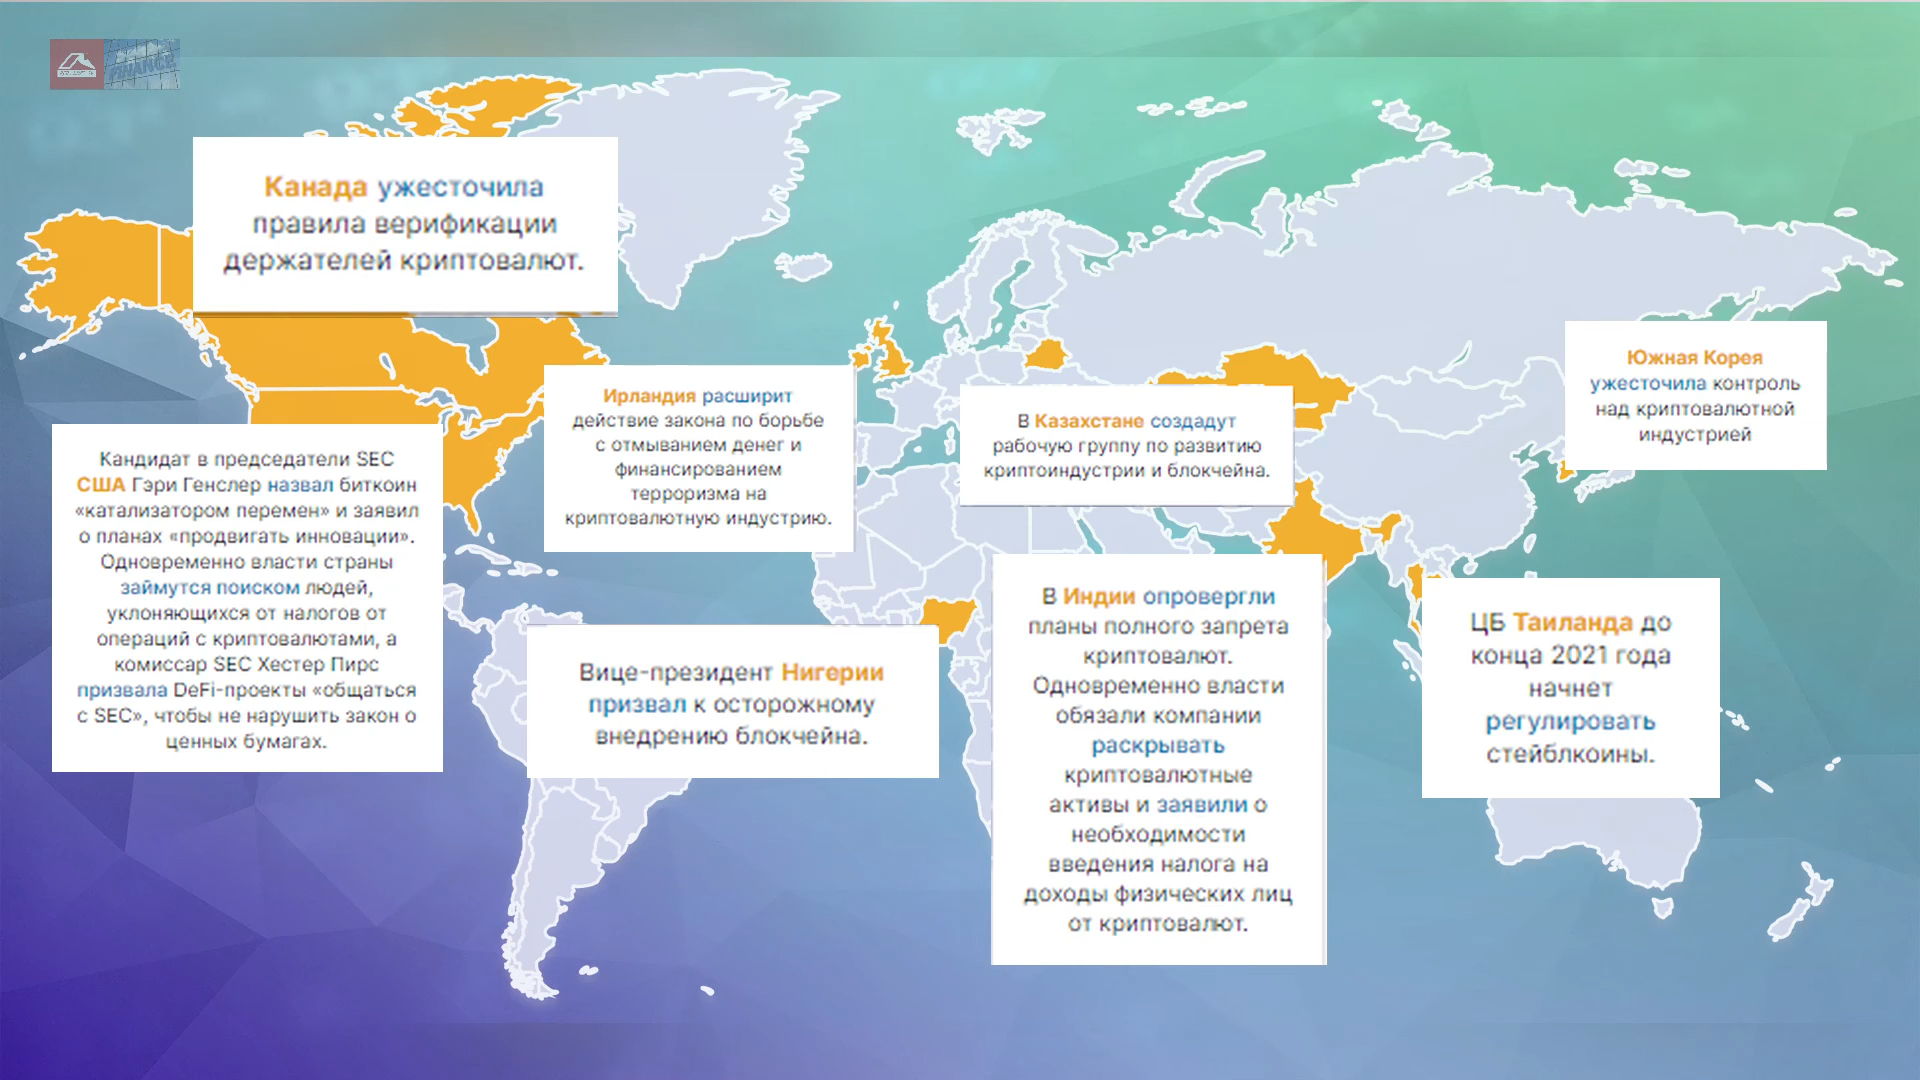 FINANCE
Канада ужесточила
правила верификации
держателей криптовалют.
Кандидат в председатели SEC
США Гэри Генслер назвал биткоин
«катализатором перемен» и заявил
о планах «продвигать инновации».
Одновременно власти страны
займутся поиском людей,
уклоняющихся от налогов от
операций с криптовалютами, а
комиссар SEC Хестер Пирс
призвала DeFi-проекты «общаться
с SEC», чтобы не нарушить закон о
ценных бумагах.
Ирландия расширит
действие закона по борьбе
с отмыванием денег и
финансированием
терроризма на
криптовалютную индустрию.
Вице-президент Нигерии
призвал к осторожному
внедрению блокчейна.
В Казахстане создадут
рабочую группу по развитию
криптоиндустрии и блокчейна.
В Индии опровергли
планы полного запрета
криптовалют.
Одновременно власти
обязали компании
раскрывать
криптовалютные
активы и заявили о
необходимости
введения налога на
доходы физических лиц
от криптовалют.
Южная Корея
ужесточила контроль
над криптовалютной
индустрией
ЦБ Таиланда до
конца 2021 года
начнет
регулировать
стейблкоины.